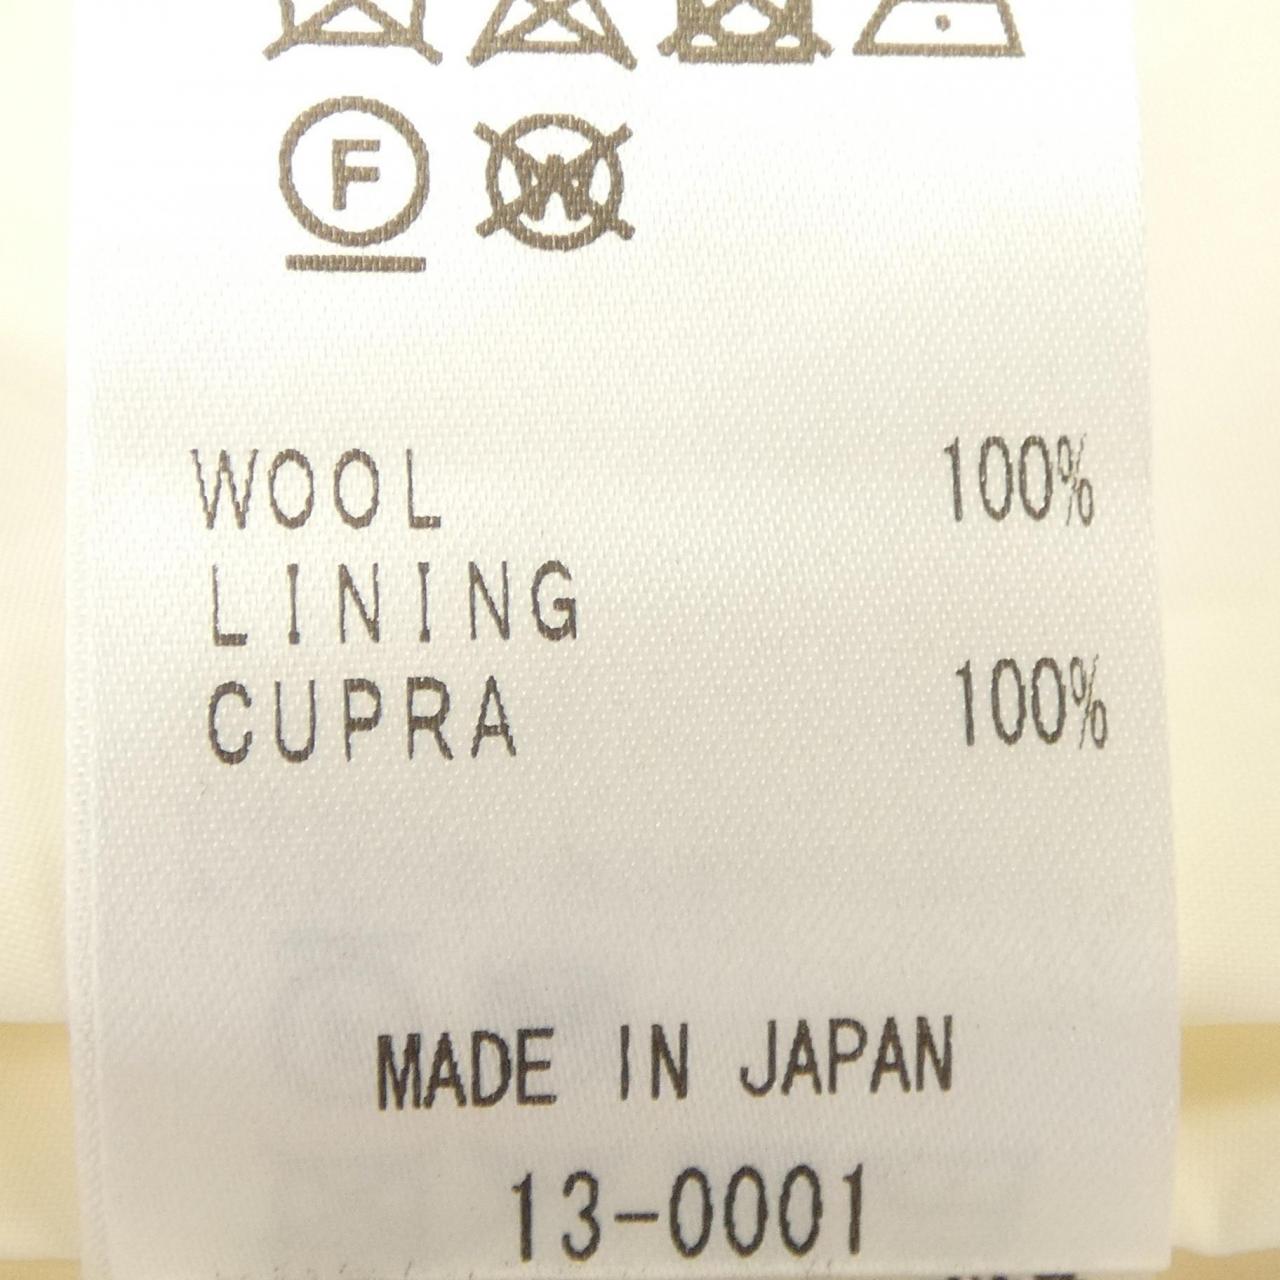 F
W
WOOL 100%
LINING
CUPRA 100%
MADE IN JAPAN
13-0001